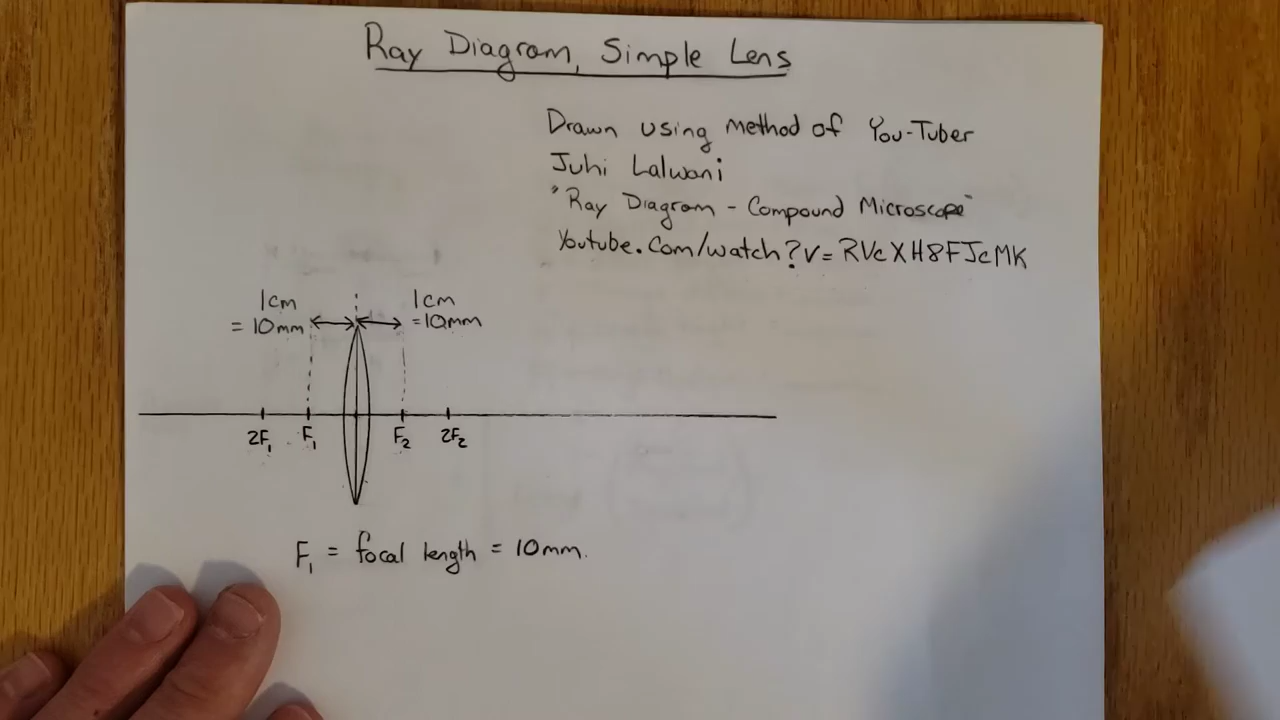 Ray Diagram, Simple Lens
Drawn using method of You-Tuber
Juhi Lalwani
"Ray Diagram - Compound Microscope"
Youtube.Com/watch?v=RVcXH8FJcMK
1cm
= 10mm
1cm
=10mm
2F₁ F₁ F₂ 2F₂
F₁ = focal length = 10mm.